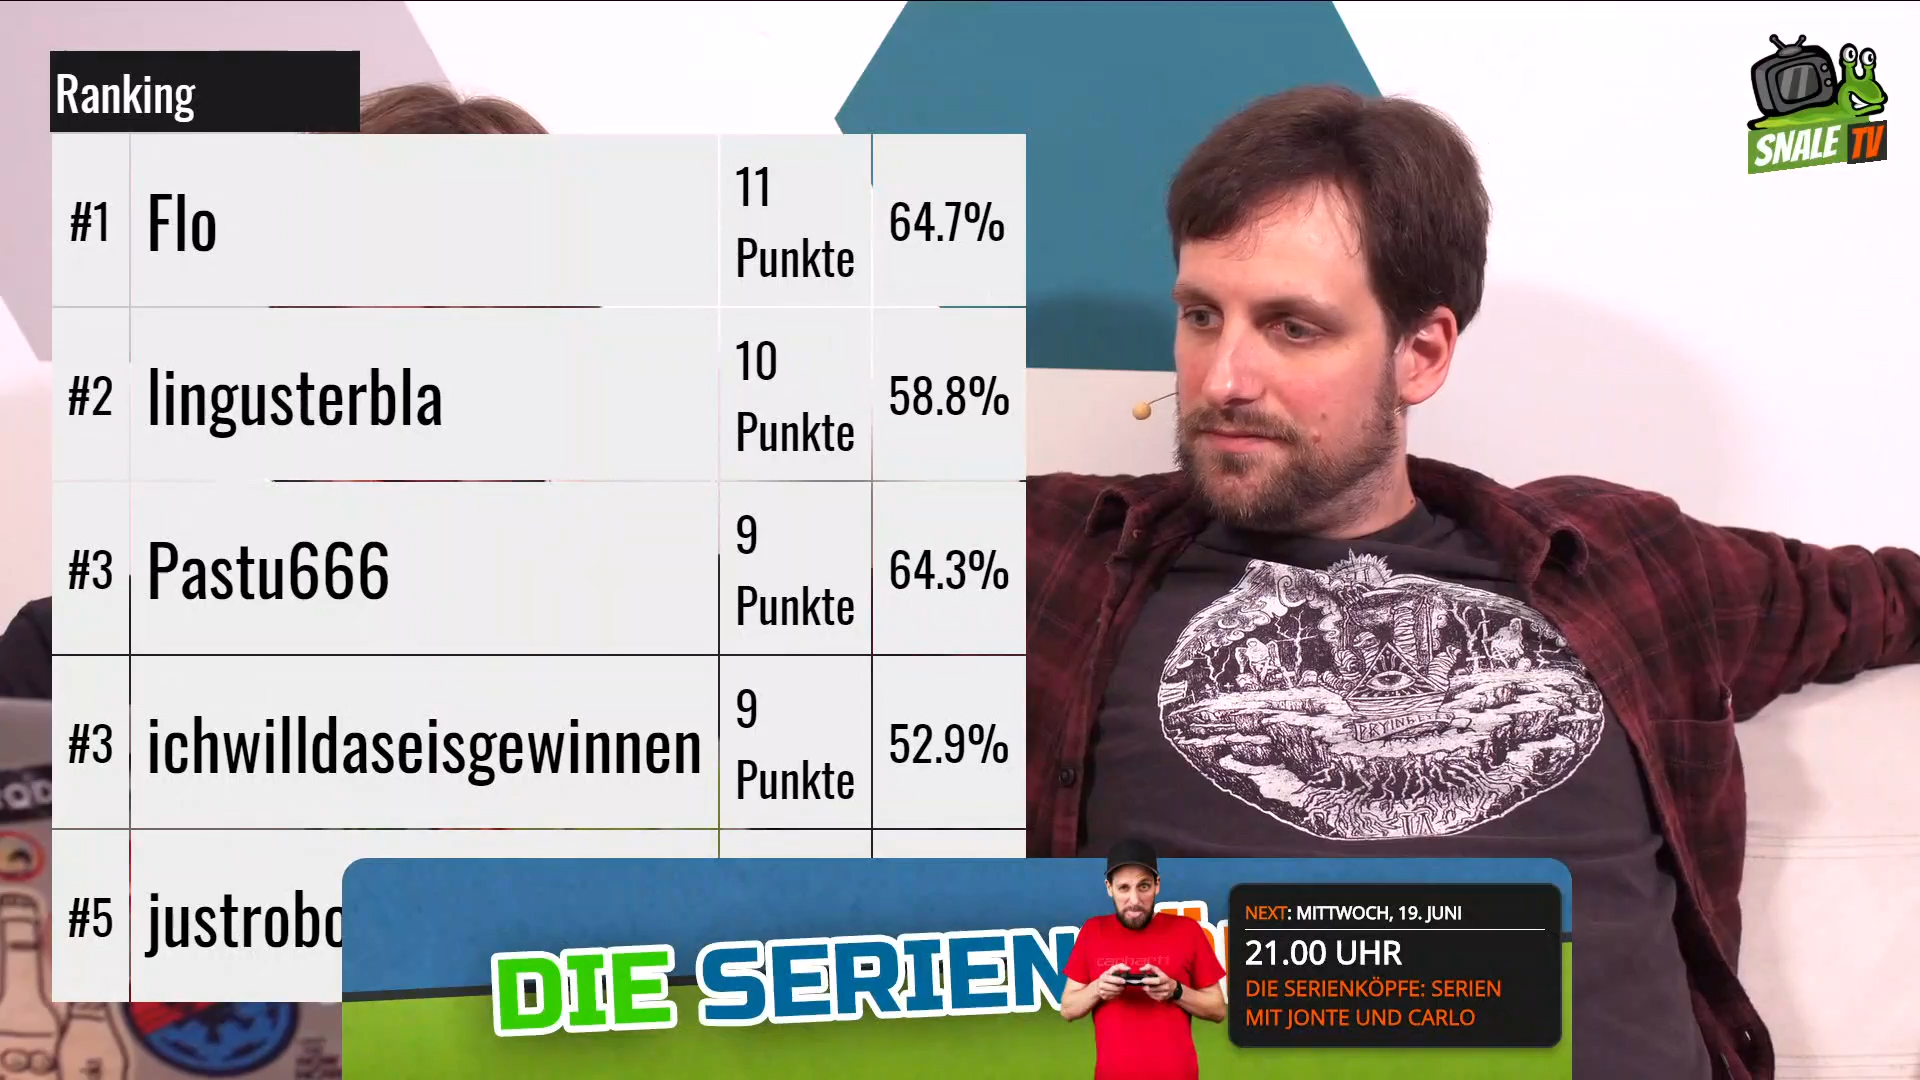 Ranking
#1 Flo 11 Punkte 64.7%
#2 lingusterbla 10 Punkte 58.8%
#3 Pastu666 9 Punkte 64.3%
#3 ichwilldaseisgewinnen 9 Punkte 52.9%
#5 justrobo
SNALE TV
DIE SERIEN
NEXT: MITTWOCH, 19. JUNI
21.00 UHR
DIE SERIENKÖPFE: SERIEN
MIT JONTE UND CARLO
carhartt